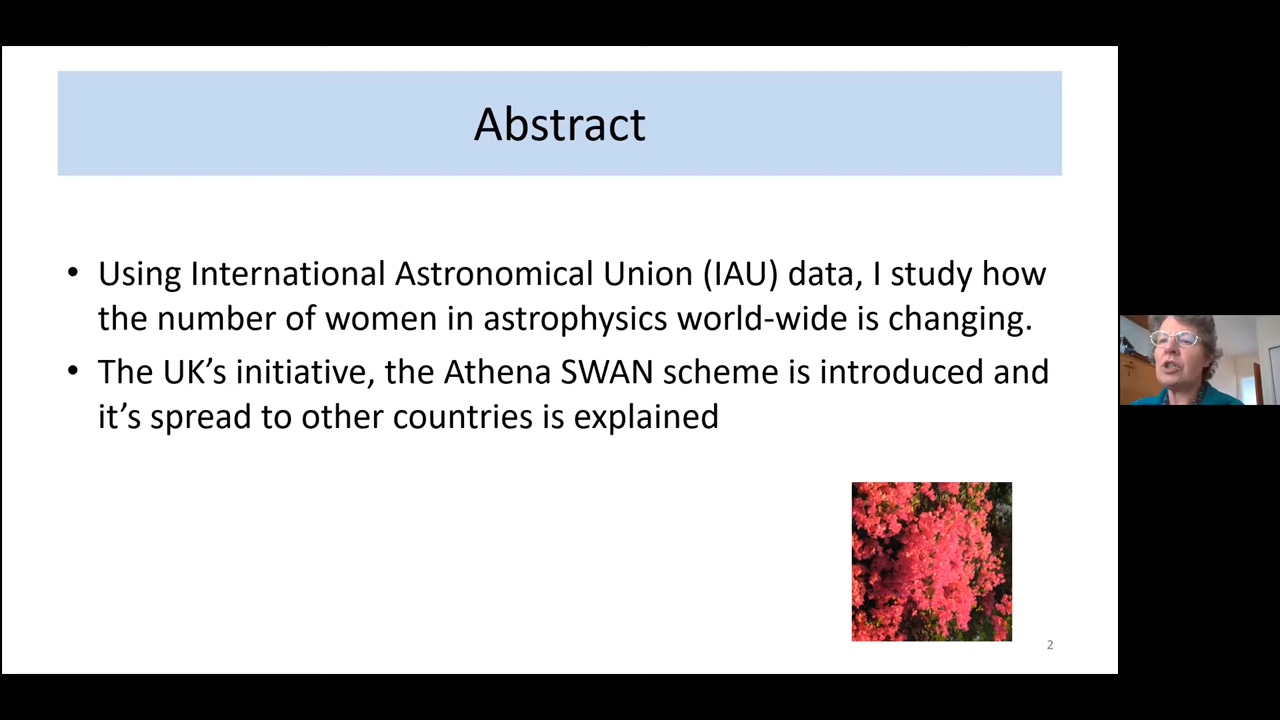 Abstract
• Using International Astronomical Union (IAU) data, I study how
the number of women in astrophysics world-wide is changing.
• The UK’s initiative, the Athena SWAN scheme is introduced and
it’s spread to other countries is explained
2